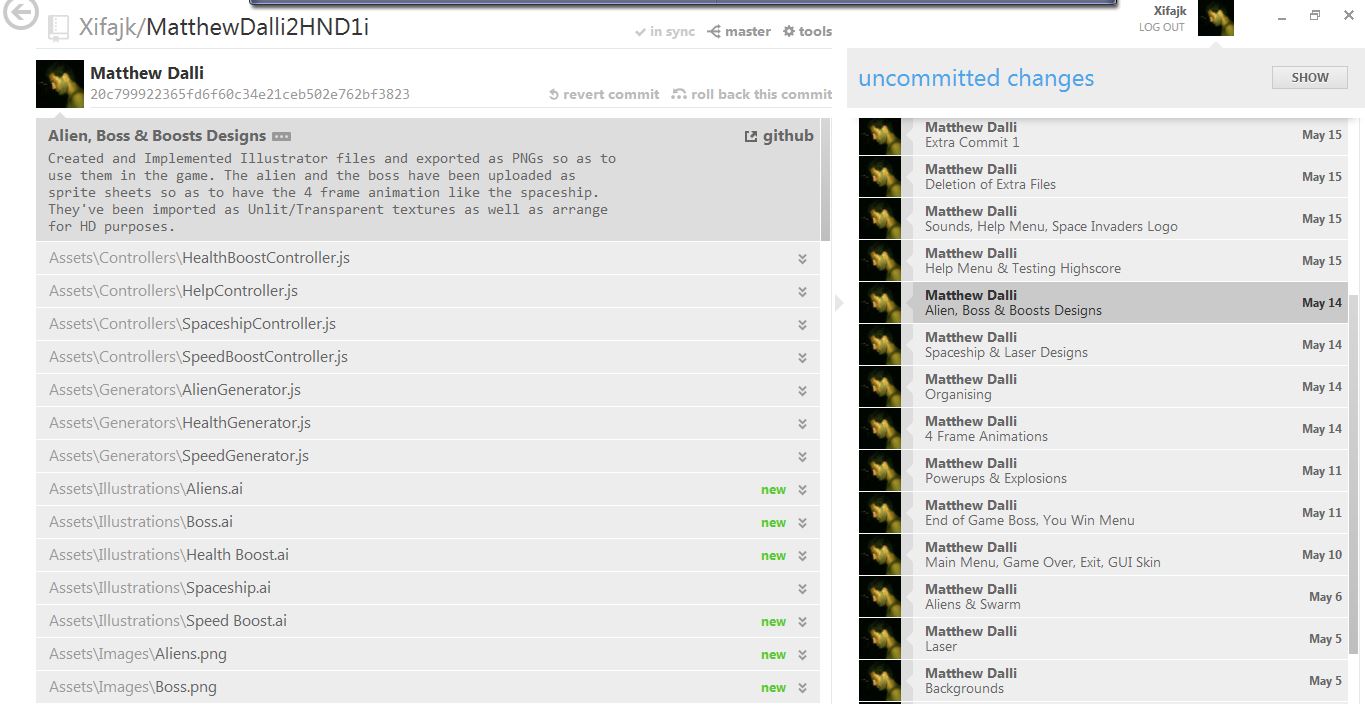 Xifajk/MatthewDalli2HND1i
in sync master tools
Matthew Dalli
20c799922365fd6f60c34e21ceb502e762bf3823
revert commit roll back this commit
Alien, Boss & Boosts Designs
github
Created and Implemented Illustrator files and exported as PNGs so as to
use them in the game. The alien and the boss have been uploaded as
sprite sheets so as to have the 4 frame animation like the spaceship.
They've been imported as Unlit/Transparent textures as well as arrange
for HD purposes.
Assets\Controllers\HealthBoostController.js
Assets\Controllers\HelpController.js
Assets\Controllers\SpaceshipController.js
Assets\Controllers\SpeedBoostController.js
Assets\Generators\AlienGenerator.js
Assets\Generators\HealthGenerator.js
Assets\Generators\SpeedGenerator.js
Assets\Illustrations\Aliens.ai new
Assets\Illustrations\Boss.ai new
Assets\Illustrations\Health Boost.ai new
Assets\Illustrations\Spaceship.ai
Assets\Illustrations\Speed Boost.ai new
Assets\Images\Aliens.png new
Assets\Images\Boss.png new
Xifajk
LOG OUT
uncommitted changes SHOW
Matthew Dalli
Extra Commit 1
May 15
Matthew Dalli
Deletion of Extra Files
May 15
Matthew Dalli
Sounds, Help Menu, Space Invaders Logo
May 15
Matthew Dalli
Help Menu & Testing Highscore
May 15
Matthew Dalli
Alien, Boss & Boosts Designs
May 14
Matthew Dalli
Spaceship & Laser Designs
May 14
Matthew Dalli
Organising
May 14
Matthew Dalli
4 Frame Animations
May 14
Matthew Dalli
Powerups & Explosions
May 11
Matthew Dalli
End of Game Boss, You Win Menu
May 11
Matthew Dalli
Main Menu, Game Over, Exit, GUI Skin
May 10
Matthew Dalli
Aliens & Swarm
May 6
Matthew Dalli
Laser
May 5
Matthew Dalli
Backgrounds
May 5